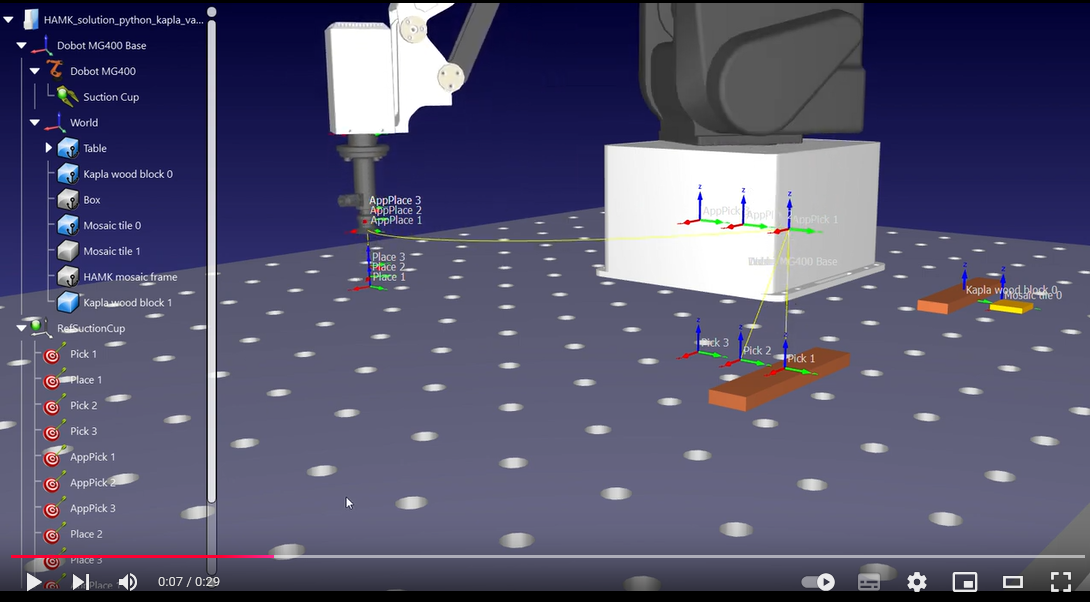 HAMK_solution_python_kapla_va...
Dobot MG400 Base
Dobot MG400
Suction Cup
World
Table
Kapla wood block 0
Box
Mosaic tile 0
Mosaic tile 1
HAMK mosaic frame
Kapla wood block 1
RefSuctionCup
Pick 1
Place 1
Pick 2
Pick 3
AppPick 1
AppPick 2
AppPick 3
Place 2
Place 3
AppPlace 1
AppPlace 3
AppPlace 2
AppPlace 1
Place 3
Place 2
Place 1
AppPick
AppPick 1
MG400 Base
Kapla wood block 0
Mosaic tile 0
Pick 3
Pick 2
Pick 1
0:07 / 0:29